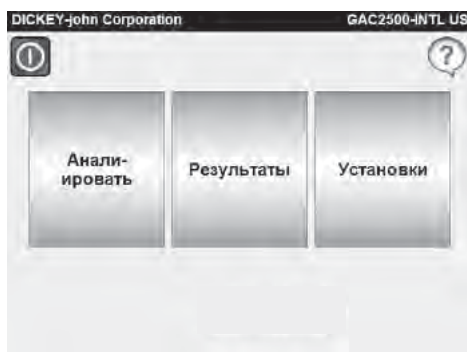 DICKEY-john Corporation GAC2500-INTL US
?
Анали-
ировать
Результаты
Установки